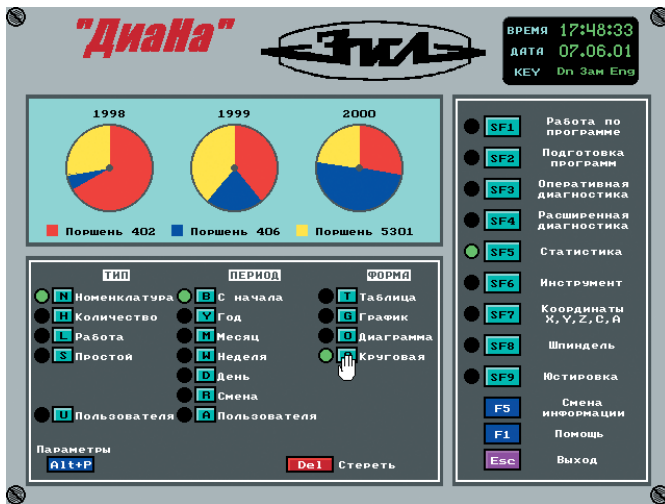 "ДиаНа"
ЗИЛ
ВРЕМЯ 17:48:33
ДАТА 07.06.01
KEY Dn Зам Eng
1998 1999 2000
Поршень 402 Поршень 406 Поршень 5301
ТИП ПЕРИОД ФОРМА
N Номенклатура B С начала T Таблица
H Количество Y Год G График
L Работа M Месяц O Диаграмма
S Простой W Неделя Круговая
D День
R Смена
U Пользователя A Пользователя
Параметры
Alt+P Del Стереть
SF1 Работа по
программе
SF2 Подготовка
программ
SF3 Оперативная
диагностика
SF4 Расширенная
диагностика
SF5 Статистика
SF6 Инструмент
SF7 Координаты
X,Y,Z,C,A
SF8 Шпиндель
SF9 Юстировка
F5 Смена
информации
F1 Помощь
Esc Выход